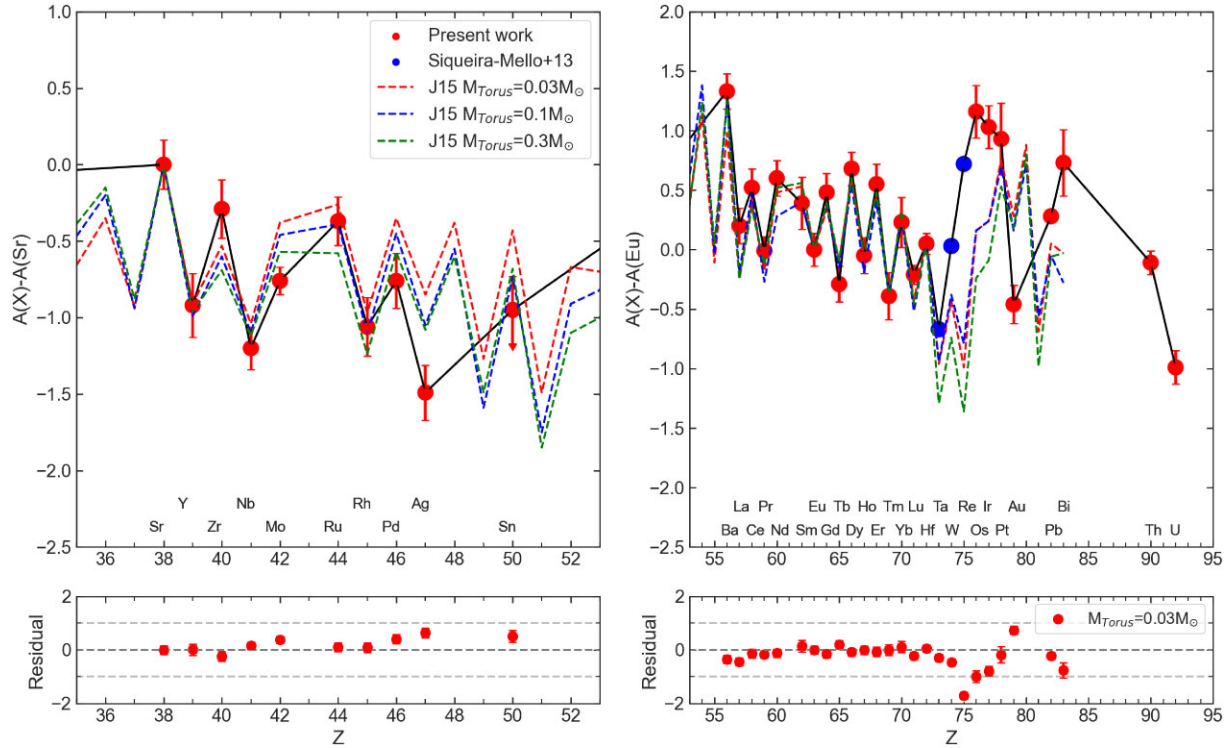 1.0
0.5
0.0
−0.5
−1.0
−1.5
−2.0
−2.5
A(X)-A(Sr)
Present work
Siqueira-Mello+13
J15 M_Torus=0.03M⊙
J15 M_Torus=0.1M⊙
J15 M_Torus=0.3M⊙
Y Nb Rh Ag
Sr Zr Mo Ru Pd Sn
36 38 40 42 44 46 48 50 52
2.0
1.5
1.0
0.5
0.0
−0.5
−1.0
−1.5
−2.0
−2.5
A(X)-A(Eu)
La Pr Eu Tb Ho Tm Lu Ta Re Ir Au Bi
Ba Ce Nd Sm Gd Dy Er Yb Hf W Os Pt Pb Th U
55 60 65 70 75 80 85 90 95
2
0
−2
Residual
36 38 40 42 44 46 48 50 52
Z
2
0
−2
Residual
M_Torus=0.03M⊙
55 60 65 70 75 80 85 90 95
Z